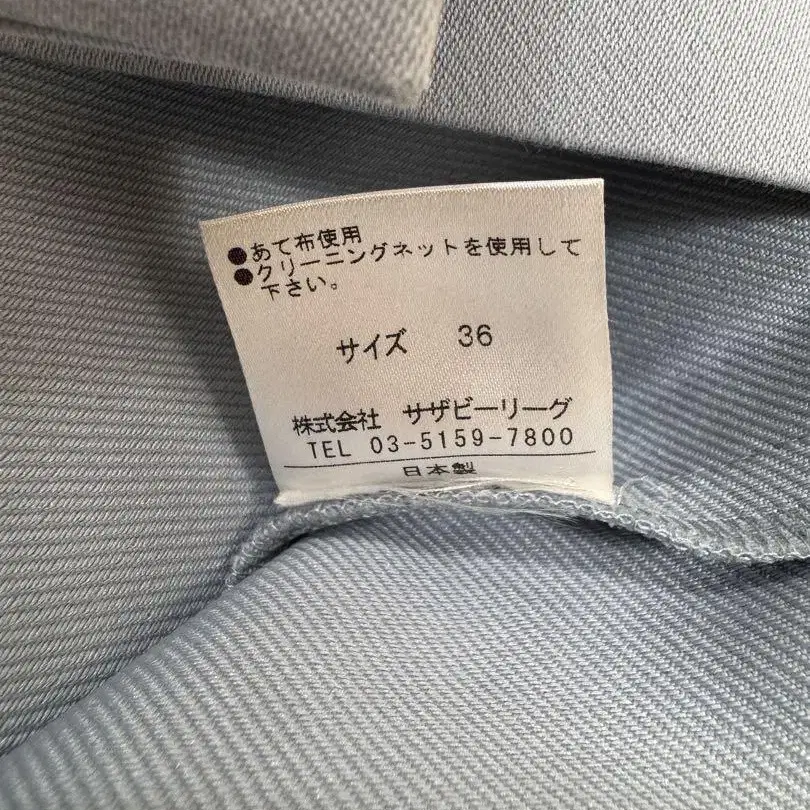 ●あて布使用
●クリーニングネットを使用して
下さい。
サイズ 36
株式会社 サザビーリーグ
TEL 03-5159-7800
日本製